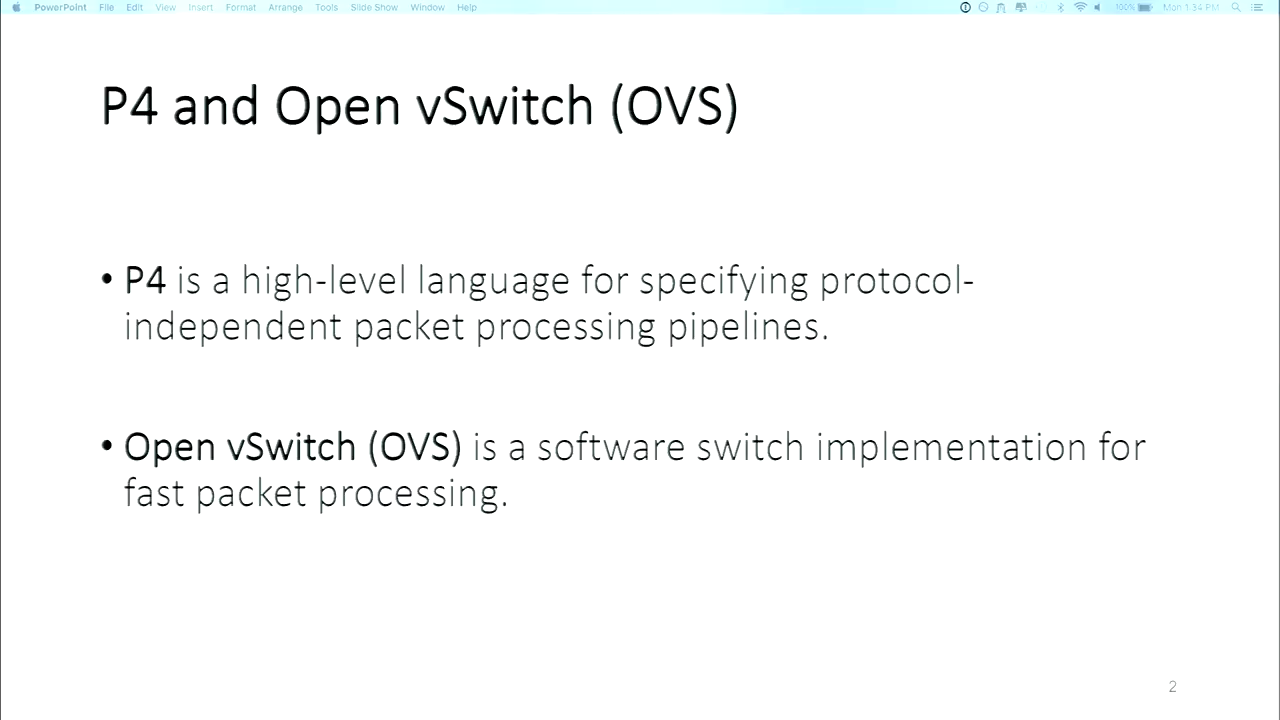 PowerPoint File Edit View Insert Format Arrange Tools Slide Show Window Help 100% Mon 1:34 PM
P4 and Open vSwitch (OVS)
• P4 is a high-level language for specifying protocol-
independent packet processing pipelines.
• Open vSwitch (OVS) is a software switch implementation for
fast packet processing.
2